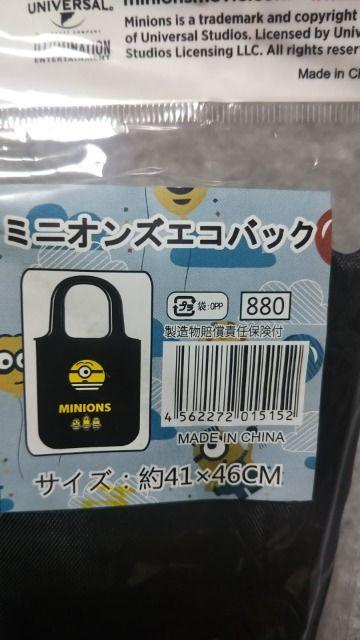 UNIVERSAL®
ILLUMINATION
ENTERTAINMENT
Minions is a trademark and copyright
of Universal Studios. Licensed by Unive
Studios Licensing LLC. All rights reser
Made in Ch
ミニオンズエコバック
プラ 袋:OPP 880
製造物賠償責任保険付
MINIONS
4 562272 015152
MADE IN CHINA
サイズ：約41×46CM